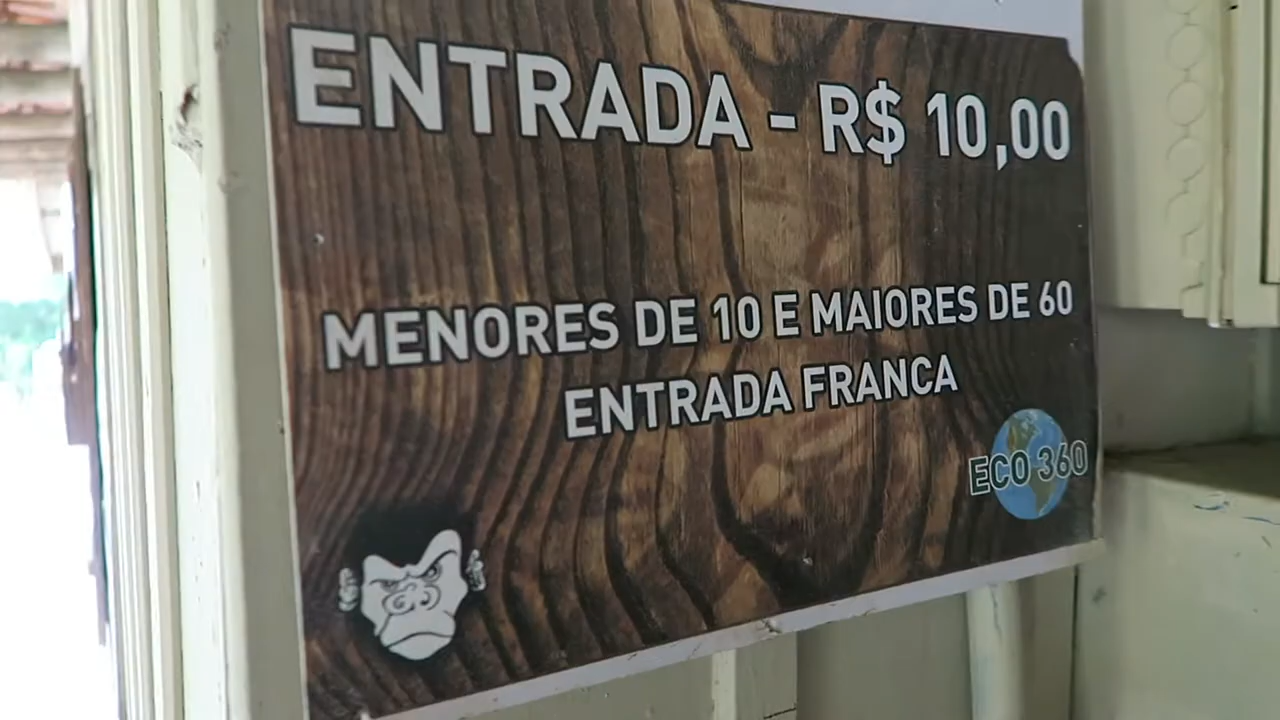 ENTRADA - R$ 10,00
MENORES DE 10 E MAIORES DE 60
ENTRADA FRANCA
ECO 360